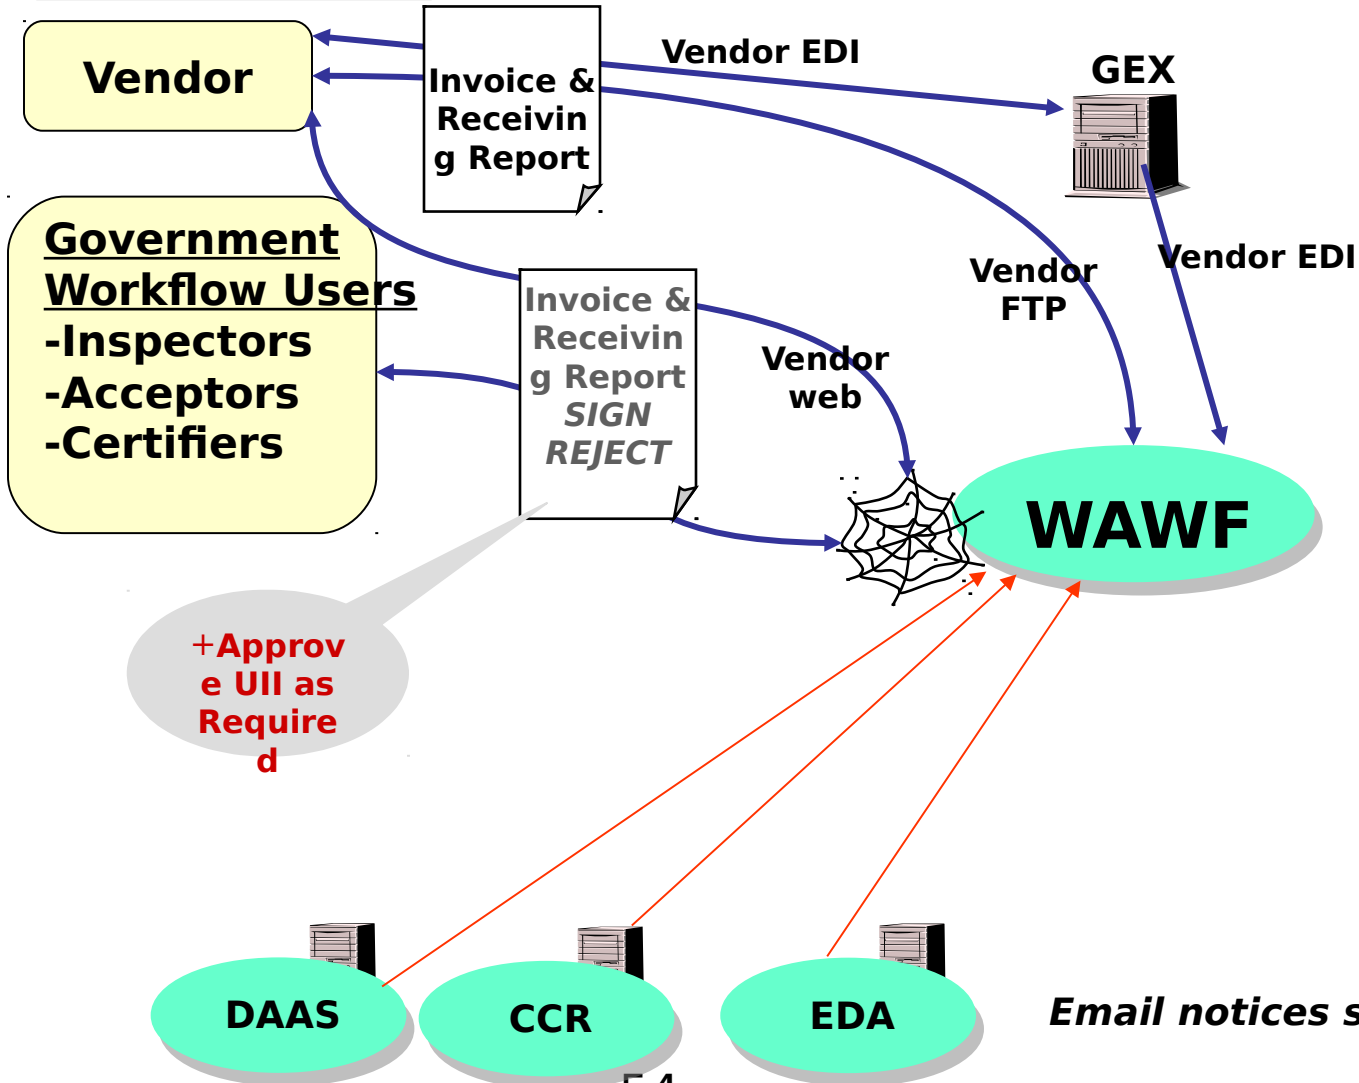 Vendor
Invoice &
Receivin
g Report
Vendor EDI
GEX
Government
Workflow Users
-Inspectors
-Acceptors
-Certifiers
Invoice &
Receivin
g Report
SIGN
REJECT
Vendor
web
Vendor
FTP
Vendor EDI
WAWF
+Approv
e UII as
Require
d
DAAS
CCR
EDA
Email notices s